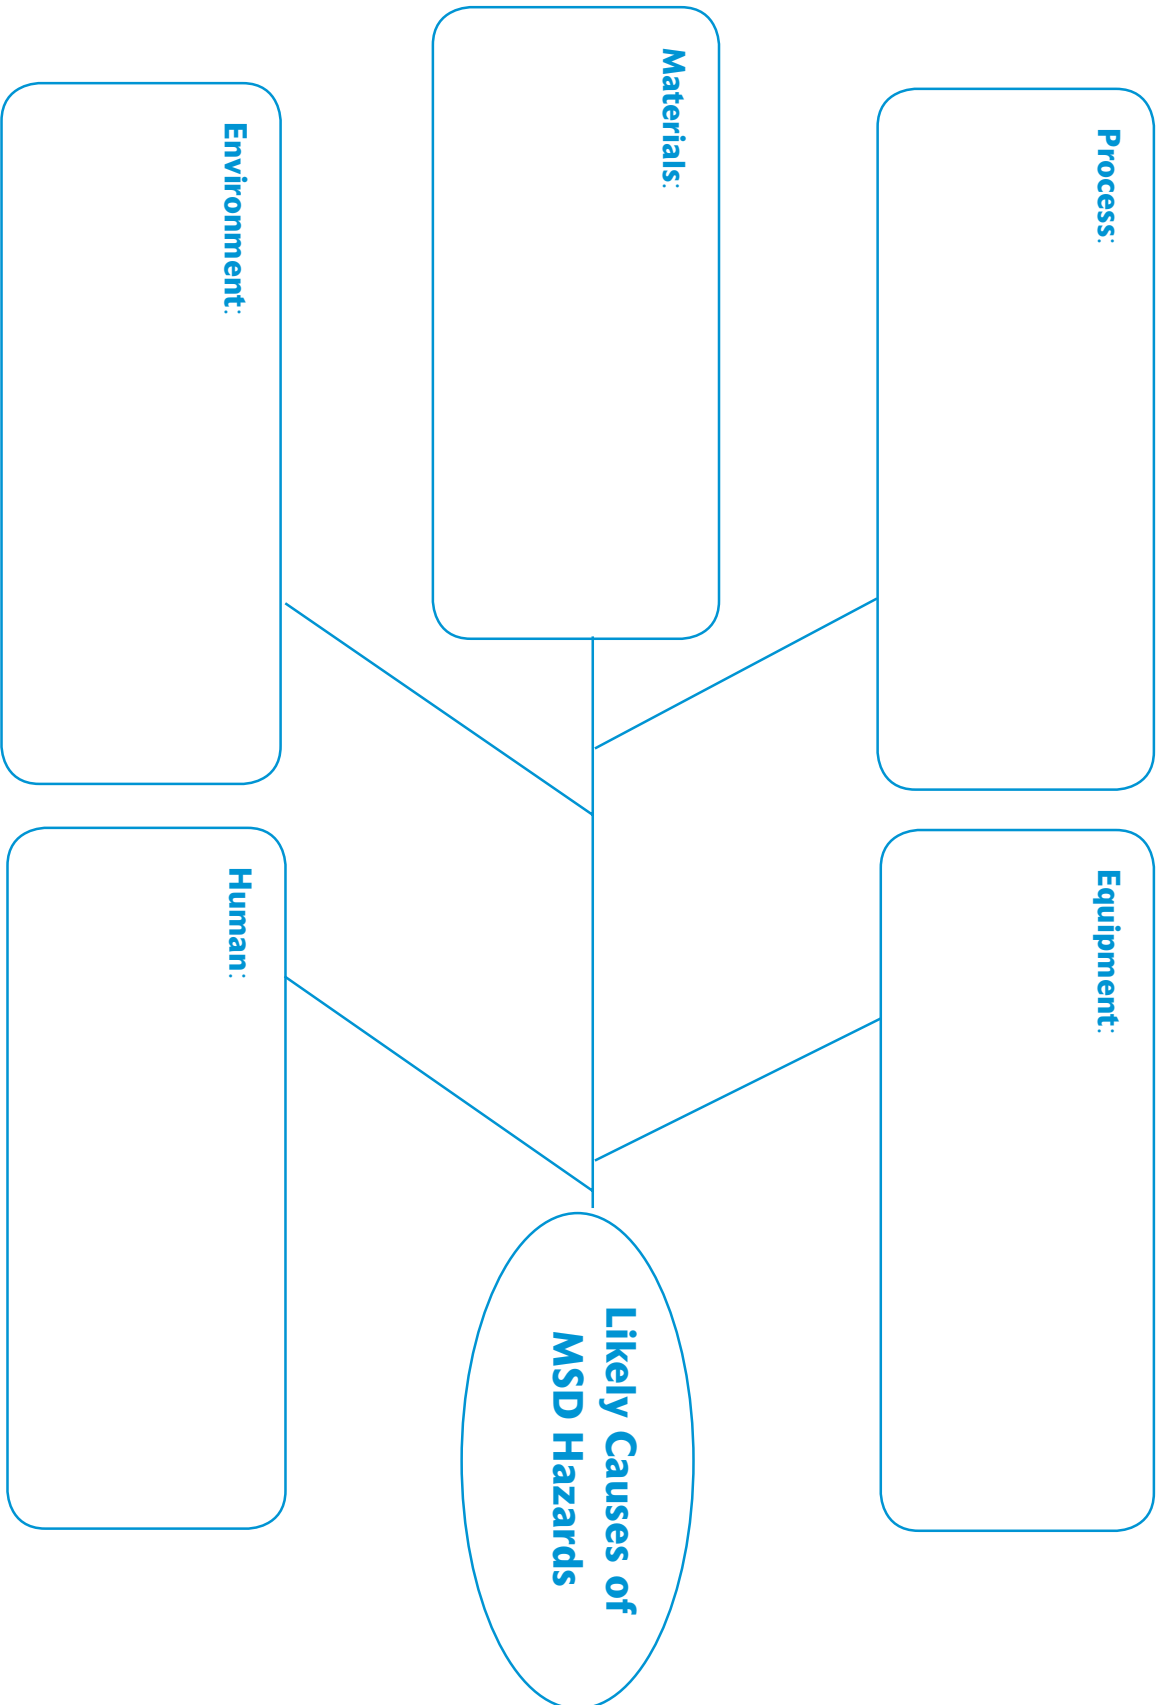 Process:
Equipment:
Materials:
Likely Causes of
MSD Hazards
Environment:
Human: